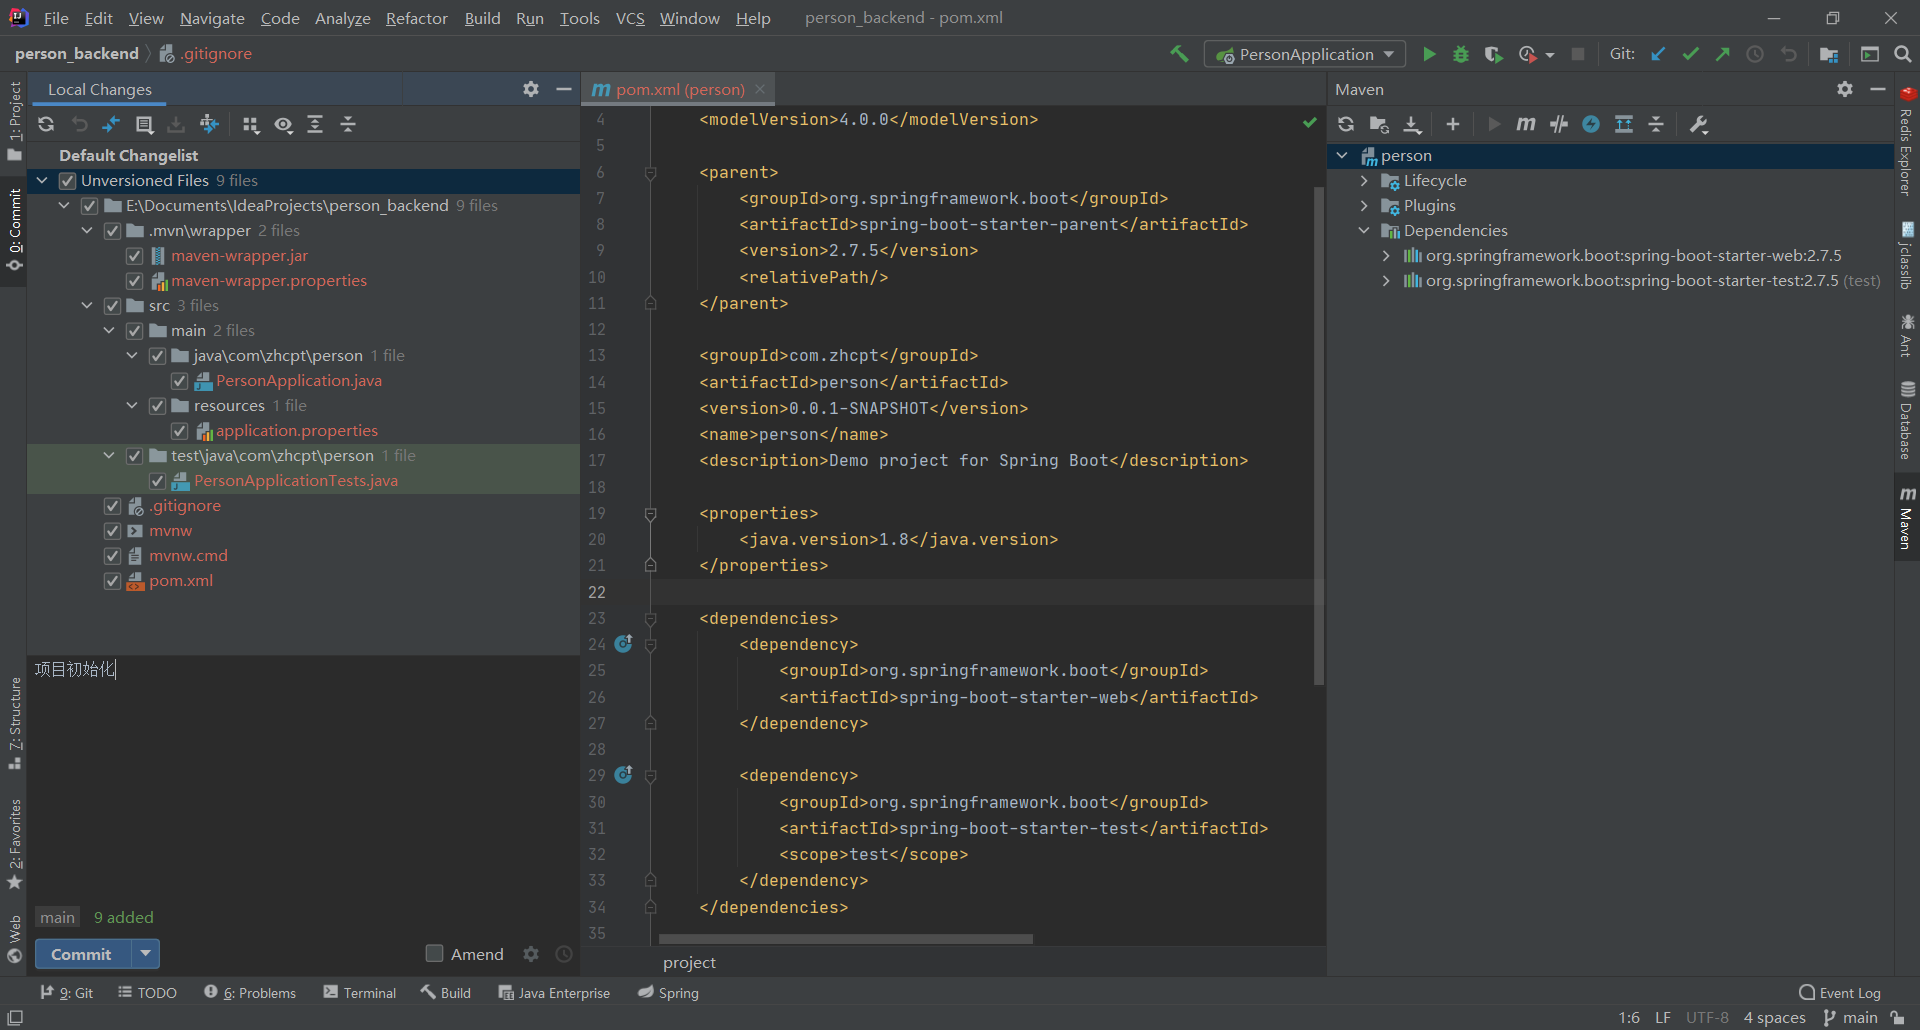 File Edit View Navigate Code Analyze Refactor Build Run Tools VCS Window Help person_backend - pom.xml
person_backend .gitignore PersonApplication Git:
1: Project
0: Commit
7: Structure
2: Favorites
Web
Local Changes
Default Changelist
Unversioned Files 9 files
E:\Documents\IdeaProjects\person_backend 9 files
.mvn\wrapper 2 files
maven-wrapper.jar
maven-wrapper.properties
src 3 files
main 2 files
java\com\zhcpt\person 1 file
PersonApplication.java
resources 1 file
application.properties
test\java\com\zhcpt\person 1 file
PersonApplicationTests.java
.gitignore
mvnw
mvnw.cmd
pom.xml
项目初始化
main 9 added
Commit Amend
pom.xml (person)
4 <modelVersion>4.0.0</modelVersion>
5
6 <parent>
7 <groupId>org.springframework.boot</groupId>
8 <artifactId>spring-boot-starter-parent</artifactId>
9 <version>2.7.5</version>
10 <relativePath/>
11 </parent>
12
13 <groupId>com.zhcpt</groupId>
14 <artifactId>person</artifactId>
15 <version>0.0.1-SNAPSHOT</version>
16 <name>person</name>
17 <description>Demo project for Spring Boot</description>
18
19 <properties>
20 <java.version>1.8</java.version>
21 </properties>
22
23 <dependencies>
24 <dependency>
25 <groupId>org.springframework.boot</groupId>
26 <artifactId>spring-boot-starter-web</artifactId>
27 </dependency>
28
29 <dependency>
30 <groupId>org.springframework.boot</groupId>
31 <artifactId>spring-boot-starter-test</artifactId>
32 <scope>test</scope>
33 </dependency>
34 </dependencies>
35
project
Maven
person
Lifecycle
Plugins
Dependencies
org.springframework.boot:spring-boot-starter-web:2.7.5
org.springframework.boot:spring-boot-starter-test:2.7.5 (test)
Redis Explorer
jclasslib
Ant
Database
Maven
9: Git TODO 6: Problems Terminal Build Java Enterprise Spring Event Log
1:6 LF UTF-8 4 spaces main